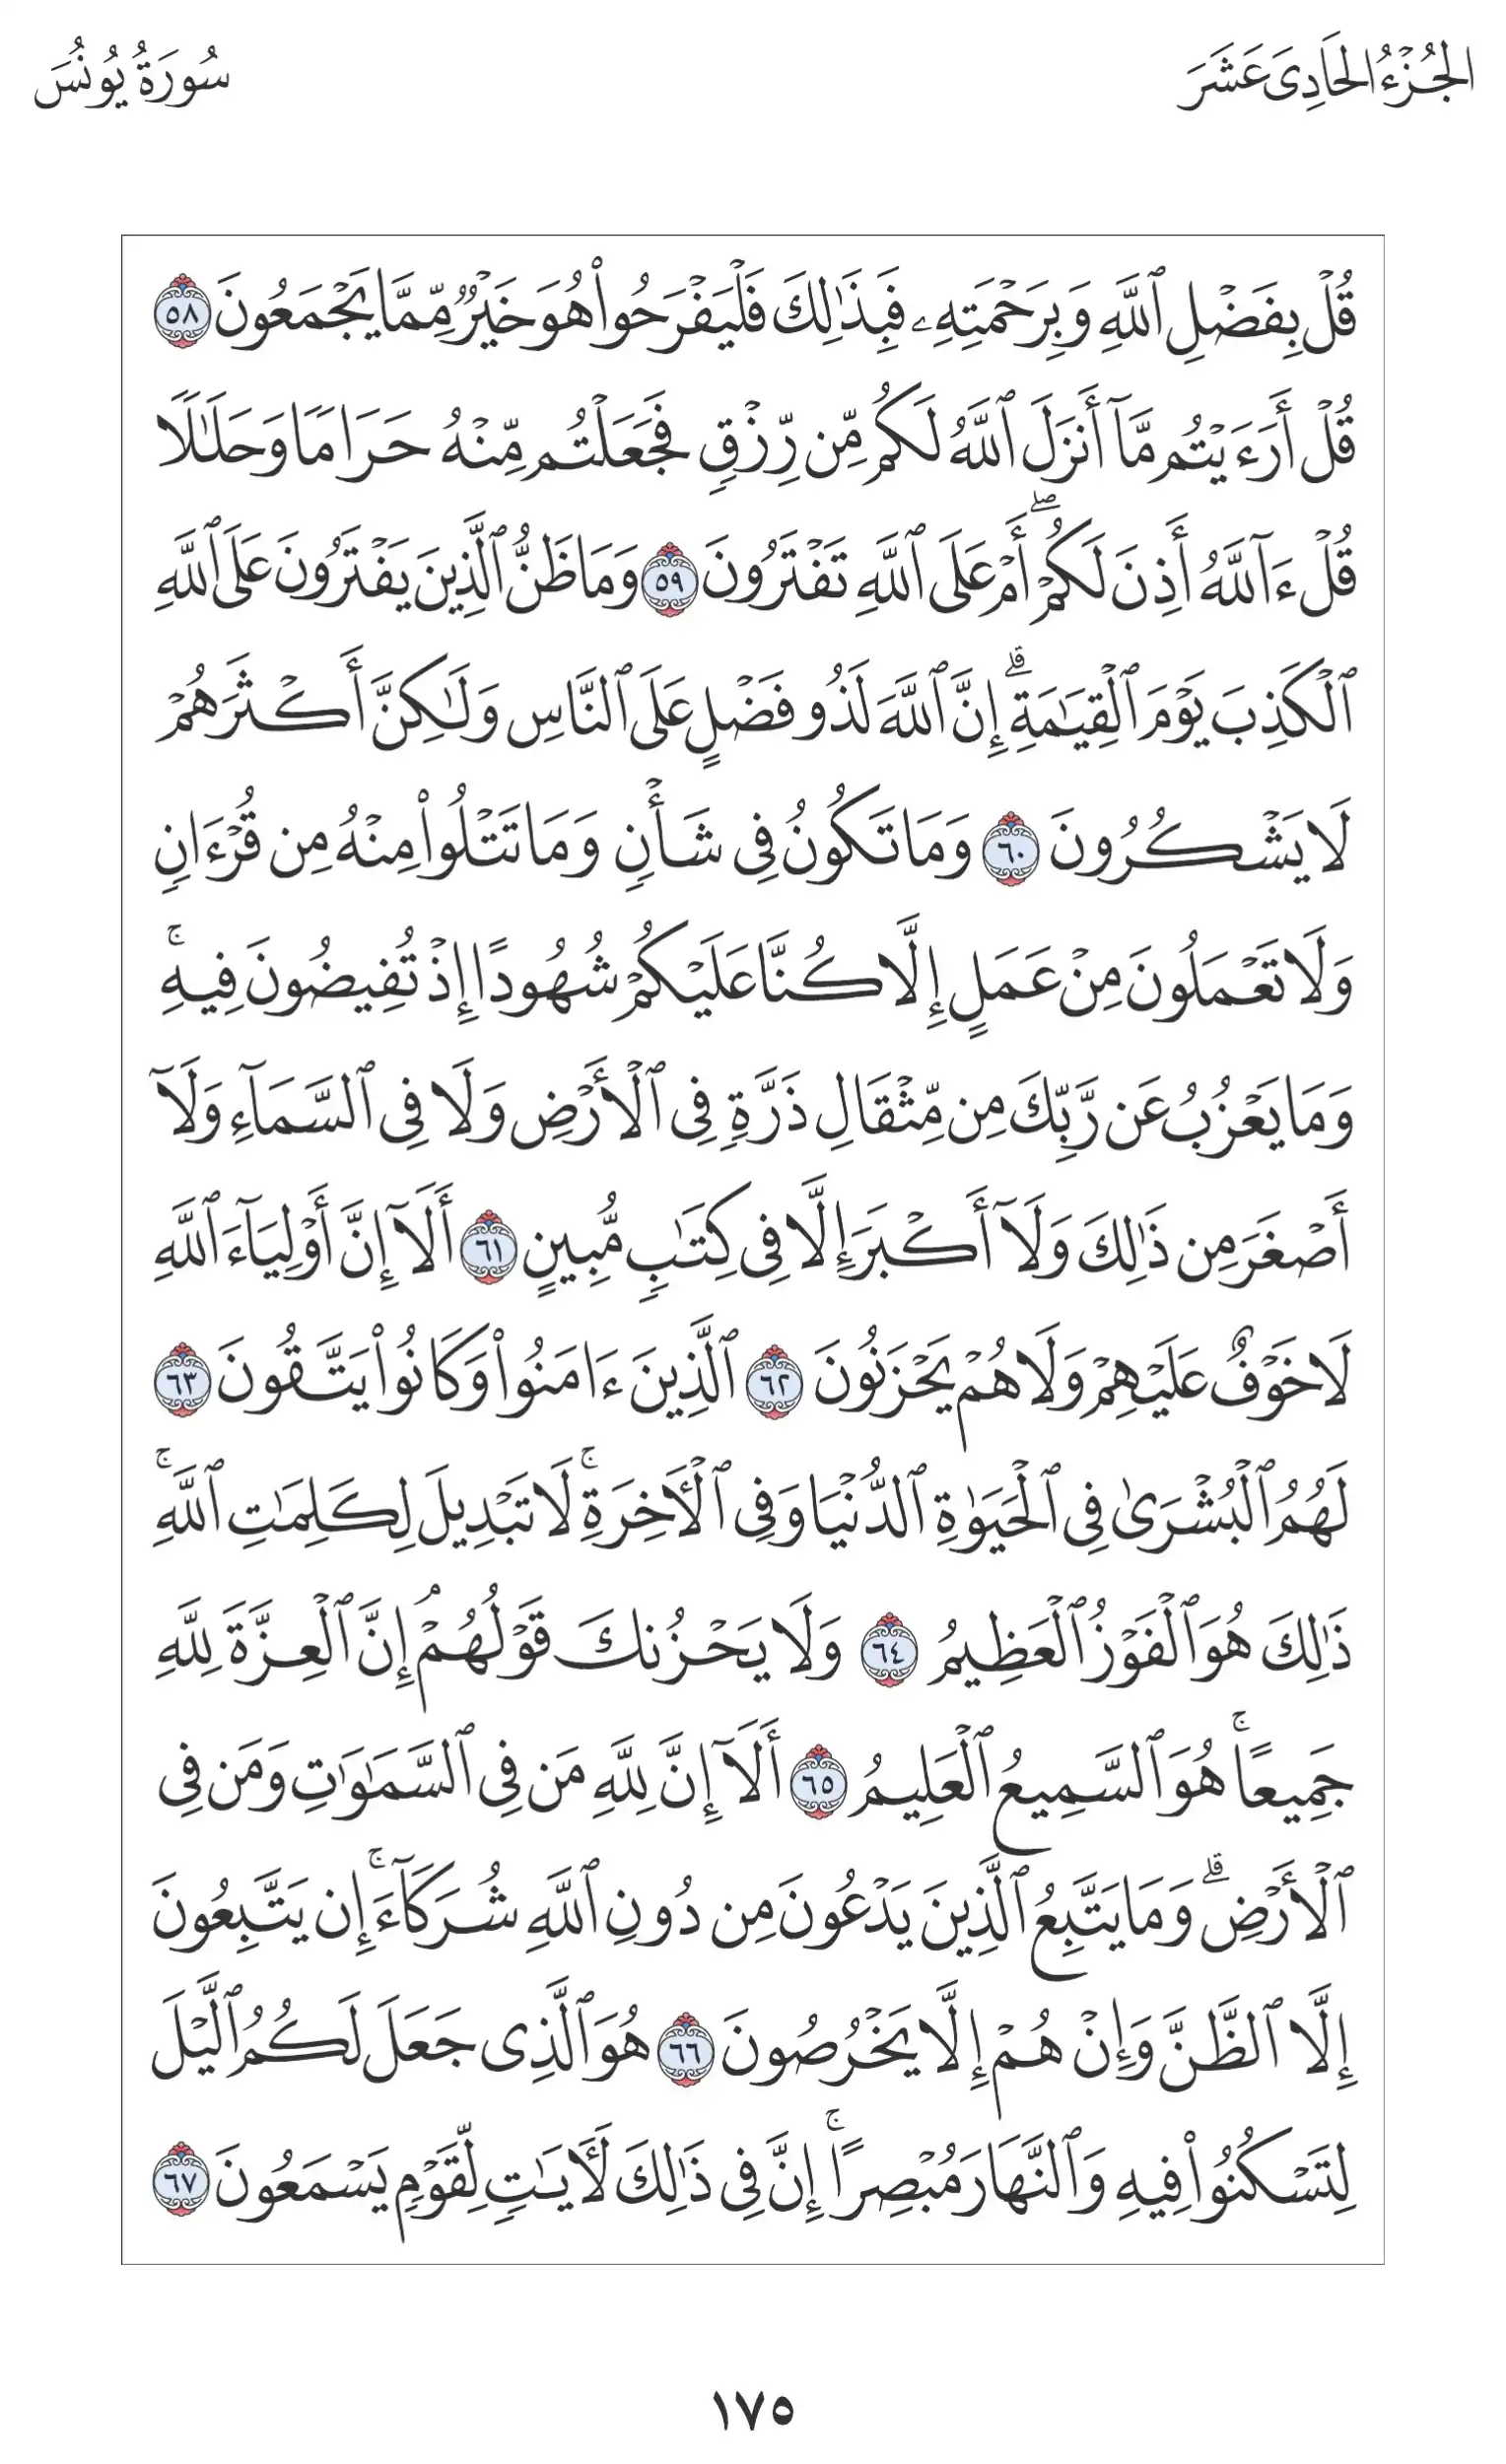 الجُزْءُ الحَادِىَ عَشَرَ
سُورَةُ يُونُسَ
قُلۡ بِفَضۡلِ ٱللَّهِ وَبِرَحۡمَتِهِۦ فَبِذَٰلِكَ فَلۡيَفۡرَحُواْ هُوَ خَيۡرٞ مِّمَّا يَجۡمَعُونَ ٥٨
قُلۡ أَرَءَيۡتُم مَّآ أَنزَلَ ٱللَّهُ لَكُم مِّن رِّزۡقٖ فَجَعَلۡتُم مِّنۡهُ حَرَامٗا وَحَلَٰلٗا
قُلۡ ءَآللَّهُ أَذِنَ لَكُمۡۖ أَمۡ عَلَى ٱللَّهِ تَفۡتَرُونَ ٥٩ وَمَا ظَنُّ ٱلَّذِينَ يَفۡتَرُونَ عَلَى ٱللَّهِ
ٱلۡكَذِبَ يَوۡمَ ٱلۡقِيَٰمَةِۗ إِنَّ ٱللَّهَ لَذُو فَضۡلٍ عَلَى ٱلنَّاسِ وَلَٰكِنَّ أَكۡثَرَهُمۡ
لَا يَشۡكُرُونَ ٦٠ وَمَا تَكُونُ فِي شَأۡنٖ وَمَا تَتۡلُواْ مِنۡهُ مِن قُرۡءَانٖ
وَلَا تَعۡمَلُونَ مِنۡ عَمَلٍ إِلَّا كُنَّا عَلَيۡكُمۡ شُهُودًا إِذۡ تُفِيضُونَ فِيهِۚ
وَمَا يَعۡزُبُ عَن رَّبِّكَ مِن مِّثۡقَالِ ذَرَّةٖ فِي ٱلۡأَرۡضِ وَلَا فِي ٱلسَّمَآءِ وَلَآ
أَصۡغَرَ مِن ذَٰلِكَ وَلَآ أَكۡبَرَ إِلَّا فِي كِتَٰبٖ مُّبِينٍ ٦١ أَلَآ إِنَّ أَوۡلِيَآءَ ٱللَّهِ
لَا خَوۡفٌ عَلَيۡهِمۡ وَلَا هُمۡ يَحۡزَنُونَ ٦٢ ٱلَّذِينَ ءَامَنُواْ وَكَانُواْ يَتَّقُونَ ٦٣
لَهُمُ ٱلۡبُشۡرَىٰ فِي ٱلۡحَيَوٰةِ ٱلدُّنۡيَا وَفِي ٱلۡأٓخِرَةِۚ لَا تَبۡدِيلَ لِكَلِمَٰتِ ٱللَّهِۚ
ذَٰلِكَ هُوَ ٱلۡفَوۡزُ ٱلۡعَظِيمُ ٦٤ وَلَا يَحۡزُنكَ قَوۡلُهُمۡۘ إِنَّ ٱلۡعِزَّةَ لِلَّهِ
جَمِيعًاۚ هُوَ ٱلسَّمِيعُ ٱلۡعَلِيمُ ٦٥ أَلَآ إِنَّ لِلَّهِ مَن فِي ٱلسَّمَٰوَٰتِ وَمَن فِي
ٱلۡأَرۡضِۗ وَمَا يَتَّبِعُ ٱلَّذِينَ يَدۡعُونَ مِن دُونِ ٱللَّهِ شُرَكَآءَۚ إِن يَتَّبِعُونَ
إِلَّا ٱلظَّنَّ وَإِنۡ هُمۡ إِلَّا يَخۡرُصُونَ ٦٦ هُوَ ٱلَّذِي جَعَلَ لَكُمُ ٱلَّيۡلَ
لِتَسۡكُنُواْ فِيهِ وَٱلنَّهَارَ مُبۡصِرًاۚ إِنَّ فِي ذَٰلِكَ لَأٓيَٰتٖ لِّقَوۡمٖ يَسۡمَعُونَ ٦٧
١٧٥